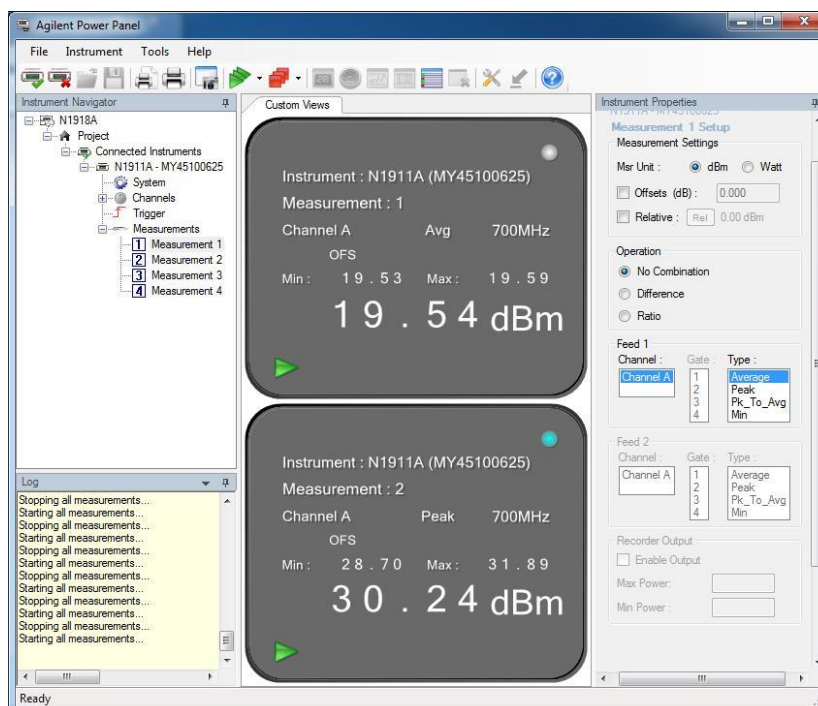 Agilent Power Panel
File Instrument Tools Help
Instrument Navigator
N1918A
Project
Connected Instruments
N1911A - MY45100625
System
Channels
Trigger
Measurements
1 Measurement 1
2 Measurement 2
3 Measurement 3
4 Measurement 4
Log
Stopping all measurements...
Starting all measurements...
Stopping all measurements...
Starting all measurements...
Stopping all measurements...
Starting all measurements...
Stopping all measurements...
Stopping all measurements...
Starting all measurements...
Starting all measurements...
Stopping all measurements...
Starting all measurements...
Custom Views
Instrument : N1911A (MY45100625)
Measurement : 1
Channel A Avg 700MHz
OFS
Min : 19.53 Max : 19.59
19.54 dBm
Instrument : N1911A (MY45100625)
Measurement : 2
Channel A Peak 700MHz
OFS
Min : 28.70 Max : 31.89
30.24 dBm
Instrument Properties
N1911A - MY45100625
Measurement 1 Setup
Measurement Settings
Msr Unit : dBm Watt
Offsets (dB) : 0.000
Relative : Rel 0.00 dBm
Operation
No Combination
Difference
Ratio
Feed 1
Channel : Gate : Type :
Channel A 1 Average
2 Peak
3 Pk_To_Avg
4 Min
Feed 2
Channel : Gate : Type :
Channel A 1 Average
2 Peak
3 Pk_To_Avg
4 Min
Recorder Output
Enable Output
Max Power:
Min Power :
Ready